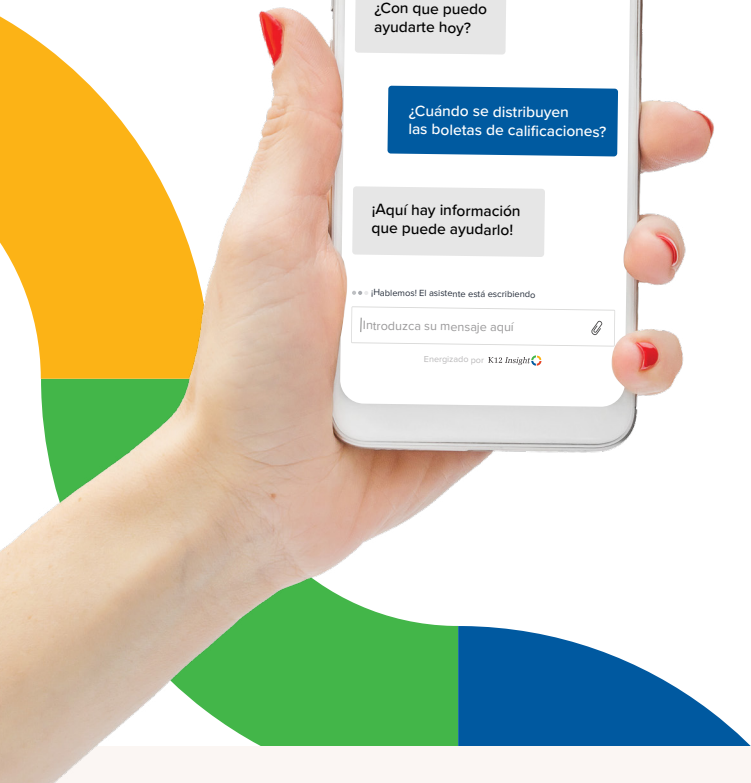 ¿Con que puedo
ayudarte hoy?
¿Cuándo se distribuyen
las boletas de calificaciones?
¡Aquí hay información
que puede ayudarlo!
¡Hablemos! El asistente está escribiendo
Introduzca su mensaje aquí
Energizado por K12 Insight